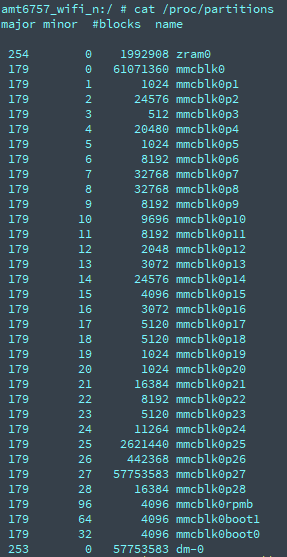 amt6757_wifi_n:/ # cat /proc/partitions
major minor  #blocks  name

 254        0    1992908 zram0
 179        0   61071360 mmcblk0
 179        1       1024 mmcblk0p1
 179        2      24576 mmcblk0p2
 179        3        512 mmcblk0p3
 179        4      20480 mmcblk0p4
 179        5       1024 mmcblk0p5
 179        6       8192 mmcblk0p6
 179        7      32768 mmcblk0p7
 179        8      32768 mmcblk0p8
 179        9       8192 mmcblk0p9
 179       10       9696 mmcblk0p10
 179       11       8192 mmcblk0p11
 179       12       2048 mmcblk0p12
 179       13       3072 mmcblk0p13
 179       14      24576 mmcblk0p14
 179       15       4096 mmcblk0p15
 179       16       3072 mmcblk0p16
 179       17       5120 mmcblk0p17
 179       18       5120 mmcblk0p18
 179       19       1024 mmcblk0p19
 179       20       1024 mmcblk0p20
 179       21      16384 mmcblk0p21
 179       22       8192 mmcblk0p22
 179       23       5120 mmcblk0p23
 179       24      11264 mmcblk0p24
 179       25    2621440 mmcblk0p25
 179       26     442368 mmcblk0p26
 179       27   57753583 mmcblk0p27
 179       28      16384 mmcblk0p28
 179       96       4096 mmcblk0rpmb
 179       64       4096 mmcblk0boot1
 179       32       4096 mmcblk0boot0
 253        0   57753583 dm-0